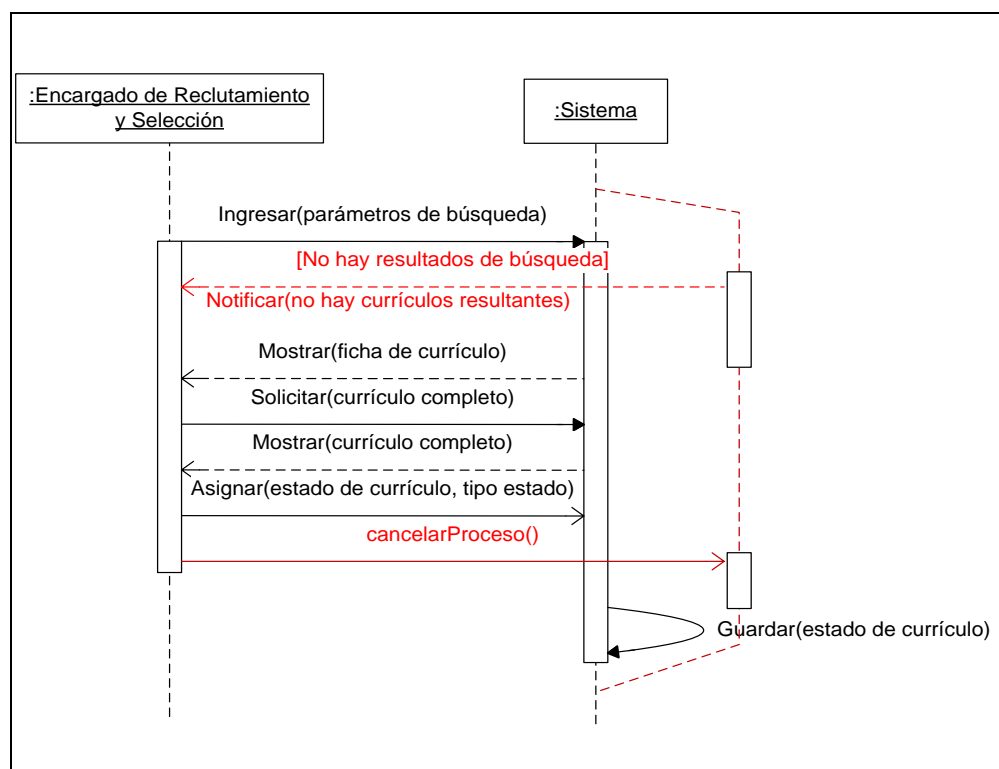 :Encargado de Reclutamiento
y Selección
:Sistema
Ingresar(parámetros de búsqueda)
[No hay resultados de búsqueda]
Notificar(no hay currículos resultantes)
Mostrar(ficha de currículo)
Solicitar(currículo completo)
Mostrar(currículo completo)
Asignar(estado de currículo, tipo estado)
cancelarProceso()
Guardar(estado de currículo)